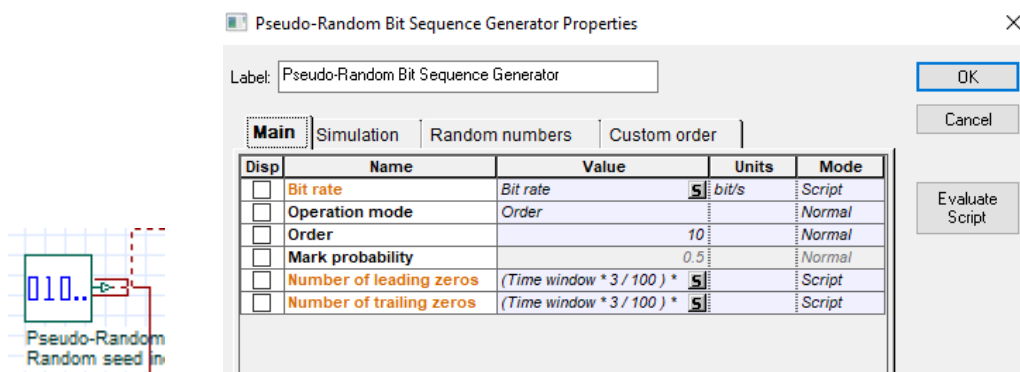 Pseudo-Random Bit Sequence Generator Properties
Label: Pseudo-Random Bit Sequence Generator
OK
Cancel
Evaluate Script
Main Simulation Random numbers Custom order
Disp Name Value Units Mode
Bit rate Bit rate S bit/s Script
Operation mode Order Normal
Order 10 Normal
Mark probability 0.5 Normal
Number of leading zeros (Time window * 3 / 100 ) * S Script
Number of trailing zeros (Time window * 3 / 100 ) * S Script
010..
Pseudo-Random
Random seed in